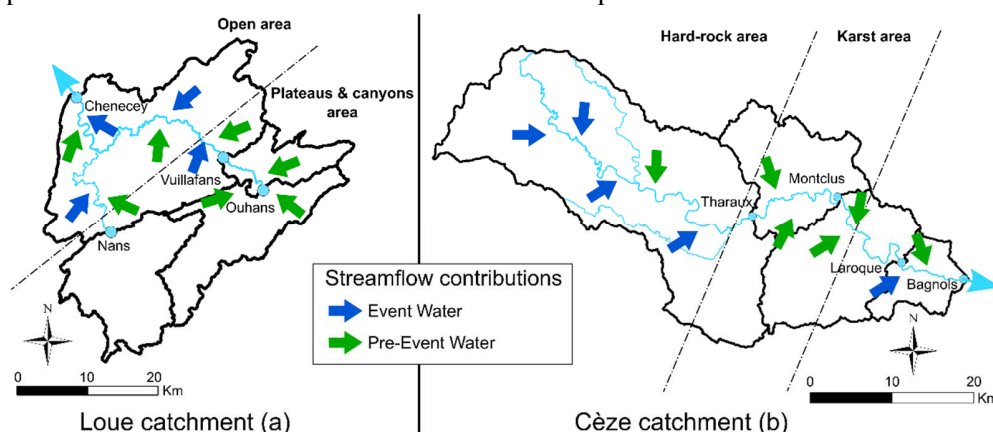 Open area
Hard-rock area
Karst area
Chenecey
Plateaus & canyons
area
Vuillafans
Ouhans
Nans
Montclus
Tharaux
Laroque
Bagnols
Streamflow contributions
Event Water
Pre-Event Water
N
N
0 10 20
Km
0 10 20
Km
Loue catchment (a)
Cèze catchment (b)